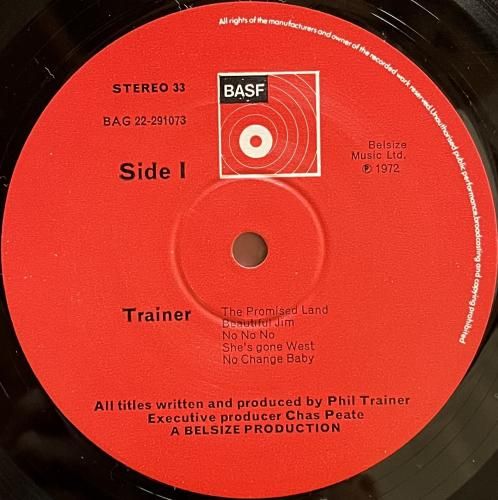 All rights of the manufacturers and owner of the recorded work reserved. Unauthorised public performance, broadcasting and copying prohibited
STEREO 33
BASF
BAG 22-291073
Belsize
Music Ltd.
Ⓟ 1972
Side I
Trainer
The Promised Land
Beautiful Jim
No No No
She's gone West
No Change Baby
All titles written and produced by Phil Trainer
Executive producer Chas Peate
A BELSIZE PRODUCTION